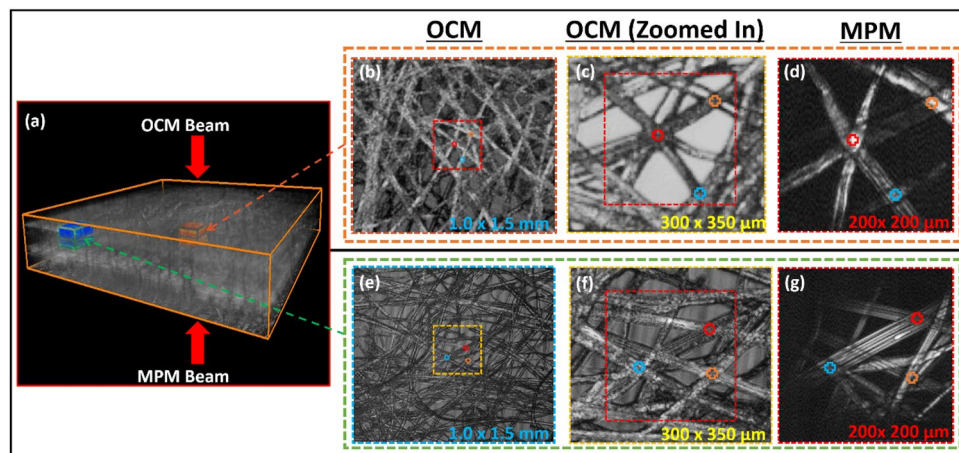 OCM
OCM (Zoomed In)
MPM
(a)
OCM Beam
MPM Beam
(b)
1.0 x 1.5 mm
(c)
300 x 350 µm
(d)
200x 200 µm
(e)
1.0 x 1.5 mm
(f)
300 x 350 µm
(g)
200x 200 µm